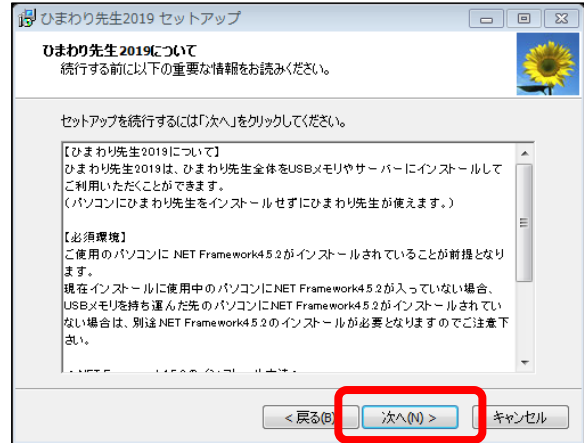 ひまわり先生2019 セットアップ
ひまわり先生2019について
続行する前に以下の重要な情報をお読みください。
セットアップを続行するには「次へ」をクリックしてください。
【ひまわり先生2019について】
ひまわり先生2019は、ひまわり先生全体をUSBメモリやサーバーにインストールして
ご利用いただくことができます。
(パソコンにひまわり先生をインストールせずにひまわり先生が使えます。)
【必須環境】
ご使用のパソコンに.NET Framework4.5.2がインストールされていることが前提となり
ます。
現在インストールに使用中のパソコンに.NET Framework4.5.2が入っていない場合、
USBメモリを持ち運んだ先のパソコンに.NET Framework4.5.2がインストールされてい
ない場合は、別途.NET Framework4.5.2のインストールが必要となりますのでご注意下
さい。
< 戻る(B)
次へ(N) >
キャンセル